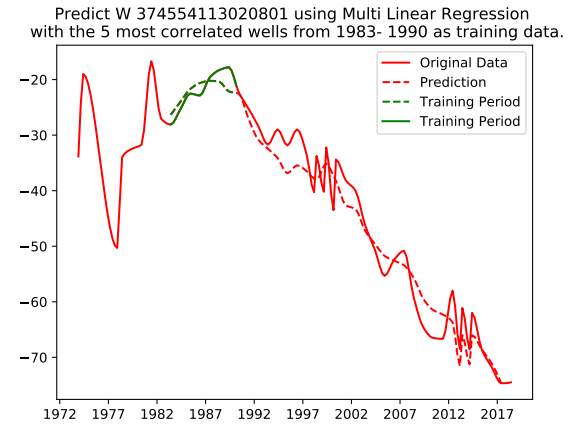 Predict W 374554113020801 using Multi Linear Regression
with the 5 most correlated wells from 1983- 1990 as training data.
Original Data
Prediction
Training Period
Training Period
−20
−30
−40
−50
−60
−70
1972 1977 1982 1987 1992 1997 2002 2007 2012 2017